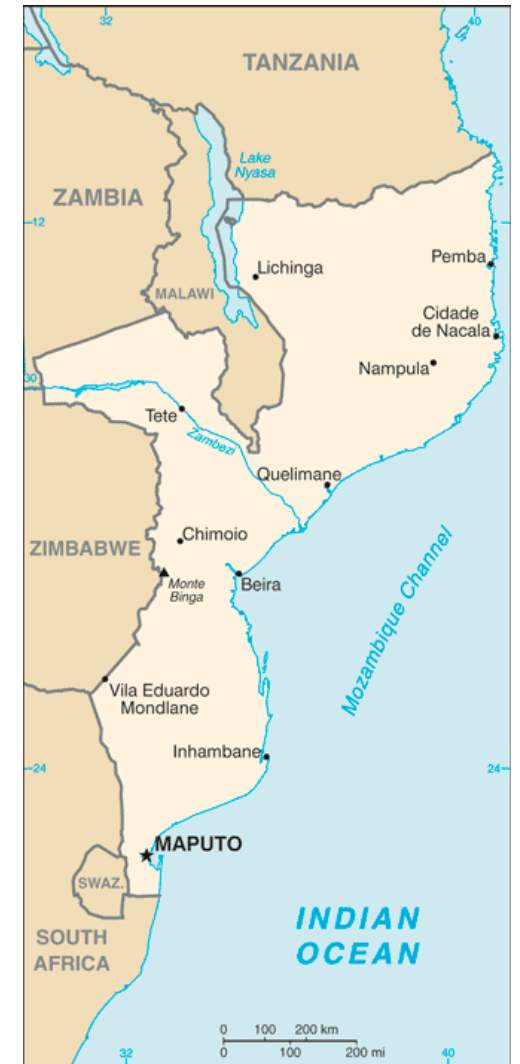 32
40
TANZANIA
Lake
Nyasa
ZAMBIA
12
Lichinga
Pemba
MALAWI
Cidade
de Nacala
Nampula
30
Tete
Zambezi
Quelimane
Chimoio
ZIMBABWE
Monte
Binga
Beira
Mozambique Channel
Vila Eduardo
Mondlane
Inhambane
24
24
MAPUTO
SWAZ.
INDIAN
OCEAN
SOUTH
AFRICA
0 100 200 km
0 100 200 mi
32
40